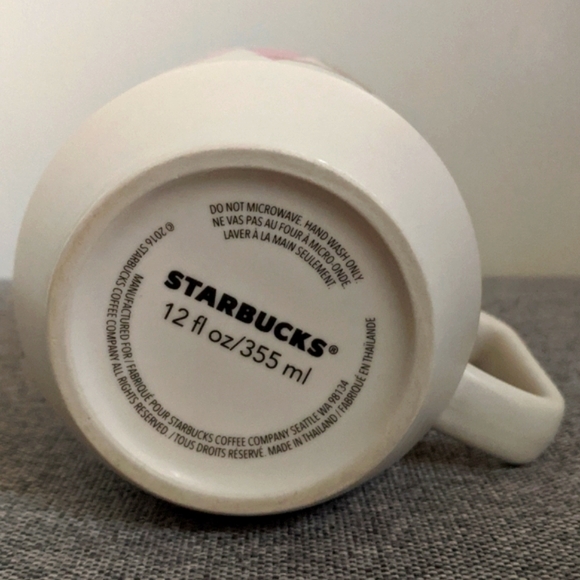 DO NOT MICROWAVE. HAND WASH ONLY.
NE VAS PAS AU FOUR À MICRO-ONDE.
LAVER À LA MAIN SEULEMENT.
STARBUCKS®
12 fl oz/355 ml
© 2016 STARBUCKS COFFEE COMPANY ALL RIGHTS RESERVED. / TOUS DROITS RÉSERVÉ. MADE IN THAILAND / FABRIQUÉ EN THAÏLANDE
MANUFACTURED FOR / FABRIQUÉ POUR STARBUCKS COFFEE COMPANY SEATTLE WA 98134